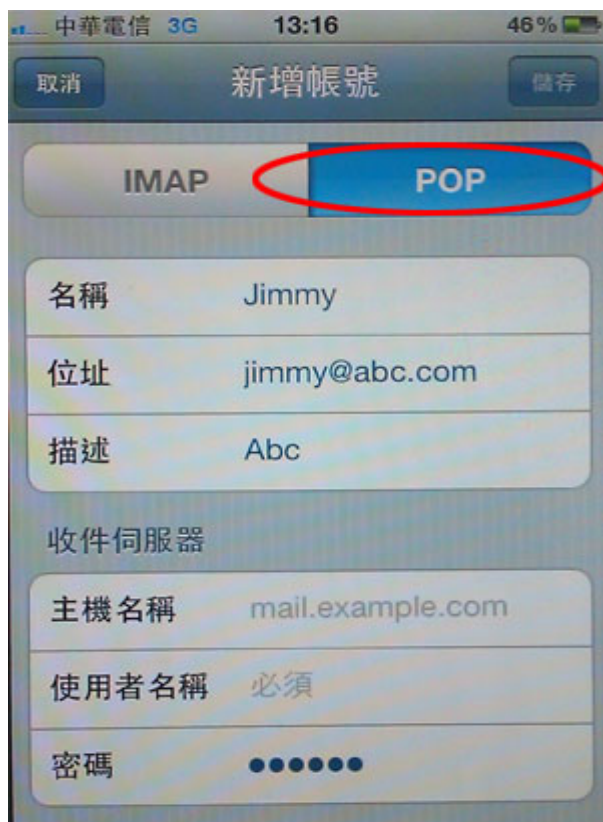 中華電信 3G 13:16 46%
取消 新增帳號 儲存
IMAP POP
名稱 Jimmy
位址 jimmy@abc.com
描述 Abc
收件伺服器
主機名稱 mail.example.com
使用者名稱 必須
密碼 ●●●●●●